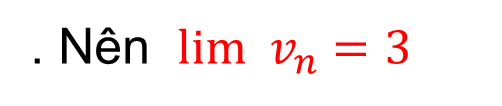 . Nên lim vₙ = 3